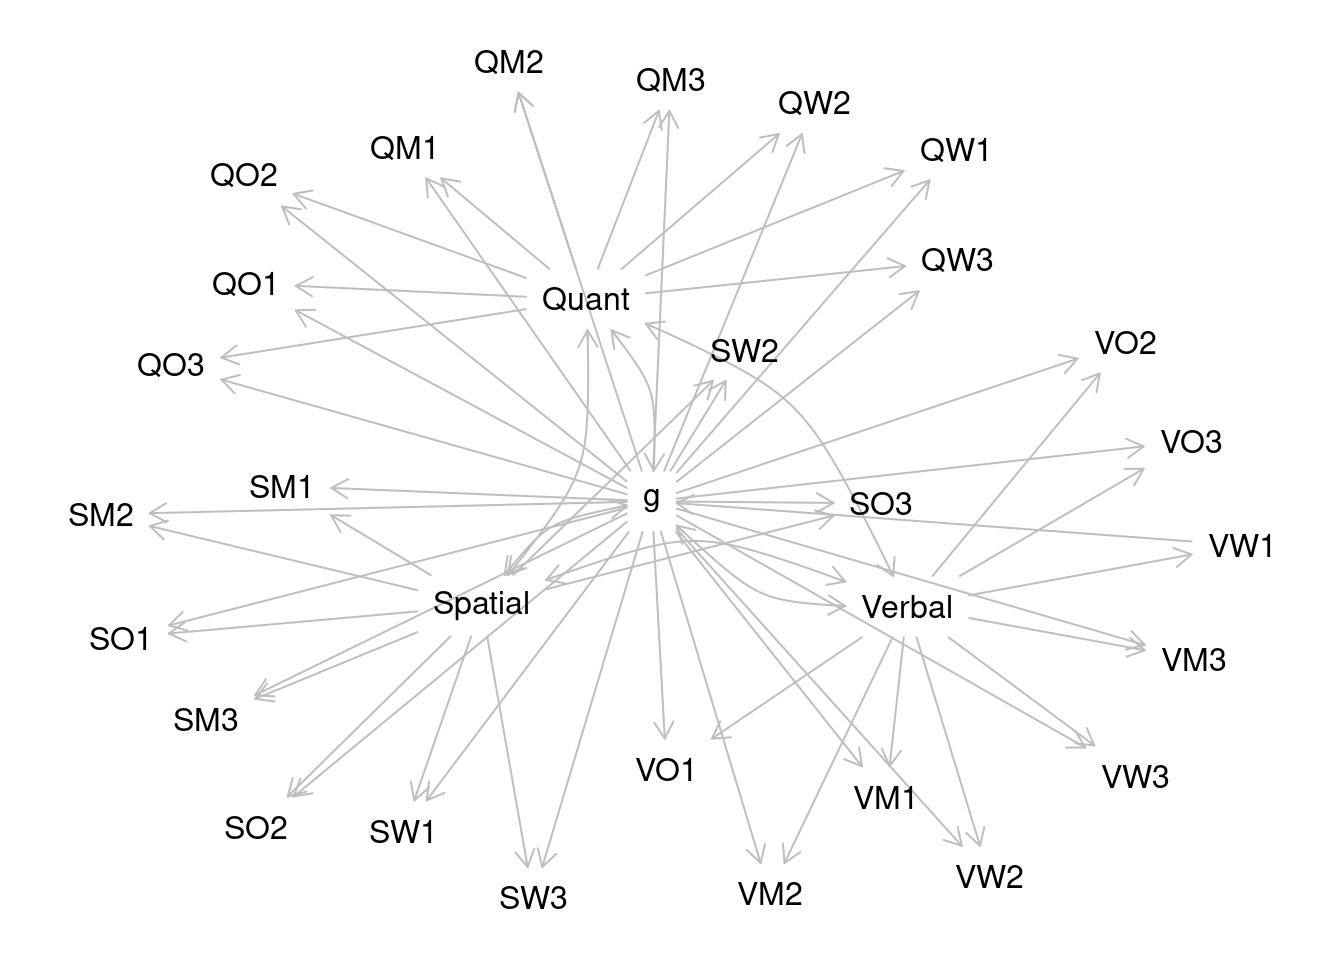 QM2
QM3
QW2
QM1
QW1
QO2
QW3
QO1
Quant
VO2
SW2
QO3
VO3
SM1
g
SO3
SM2
VW1
Spatial
Verbal
SO1
VM3
SM3
VO1
VW3
VM1
SO2
SW1
VW2
VM2
SW3